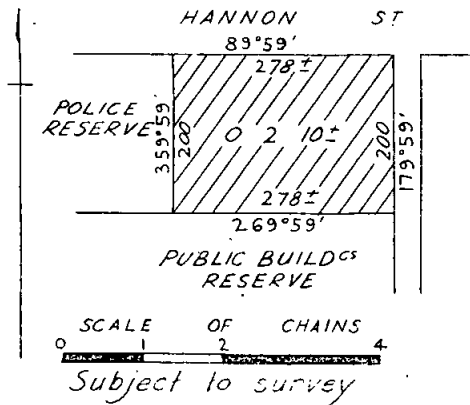 HANNON ST
89°59'
278±
POLICE
RESERVE
359°59'
200
0 2 10±
200
179°59'
278±
269°59'
PUBLIC BUILDGS
RESERVE
SCALE OF CHAINS
0 1 2 4
Subject to survey